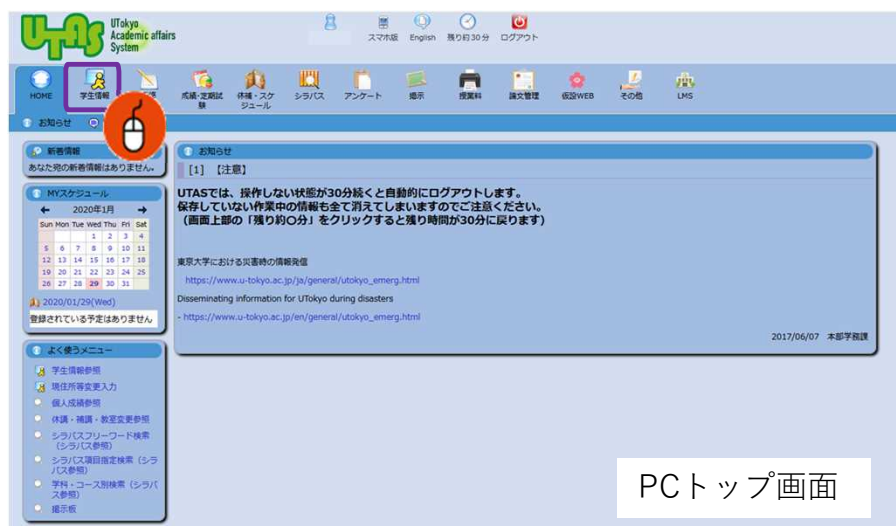 UTAS
UTokyo
Academic affairs
System
スマホ版 English 残り約30分 ログアウト
HOME 学生情報 成績・定期試験 休補・スケジュール シラバス アンケート 掲示 授業料 論文管理 仮設WEB その他 LMS
お知らせ
新着情報
あなた宛の新着情報はありません。
MYスケジュール
← 2020年1月 →
Sun Mon Tue Wed Thu Fri Sat
1 2 3 4
5 6 7 8 9 10 11
12 13 14 15 16 17 18
19 20 21 22 23 24 25
26 27 28 29 30 31
2020/01/29(Wed)
登録されている予定はありません
よく使うメニュー
学生情報参照
現住所等変更入力
個人成績参照
休講・補講・教室変更参照
シラバスフリーワード検索
(シラバス参照)
シラバス項目指定検索（シラ
バス参照)
学科・コース別検索（シラバ
ス参照)
掲示板
お知らせ
[1] 【注意】
UTASでは、操作しない状態が30分続くと自動的にログアウトします。
保存していない作業中の情報も全て消えてしまいますのでご注意ください。
(画面上部の「残り約○分」をクリックすると残り時間が30分に戻ります)
東京大学における災害時の情報発信
https://www.u-tokyo.ac.jp/ja/general/utokyo_emerg.html
Disseminating information for UTokyo during disasters
- https://www.u-tokyo.ac.jp/en/general/utokyo_emerg.html
2017/06/07 本部学務課
PCトップ画面